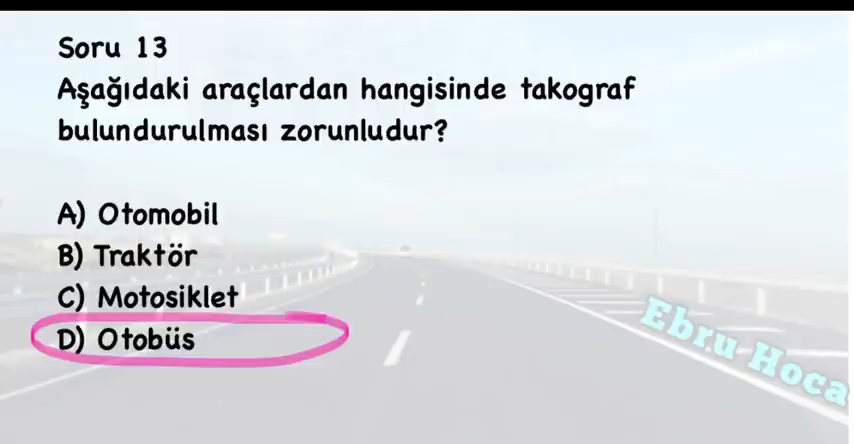 Soru 13
Aşağıdaki araçlardan hangisinde takograf
bulundurulması zorunludur?
A) Otomobil
B) Traktör
C) Motosiklet
D) Otobüs
Ebru Hoca